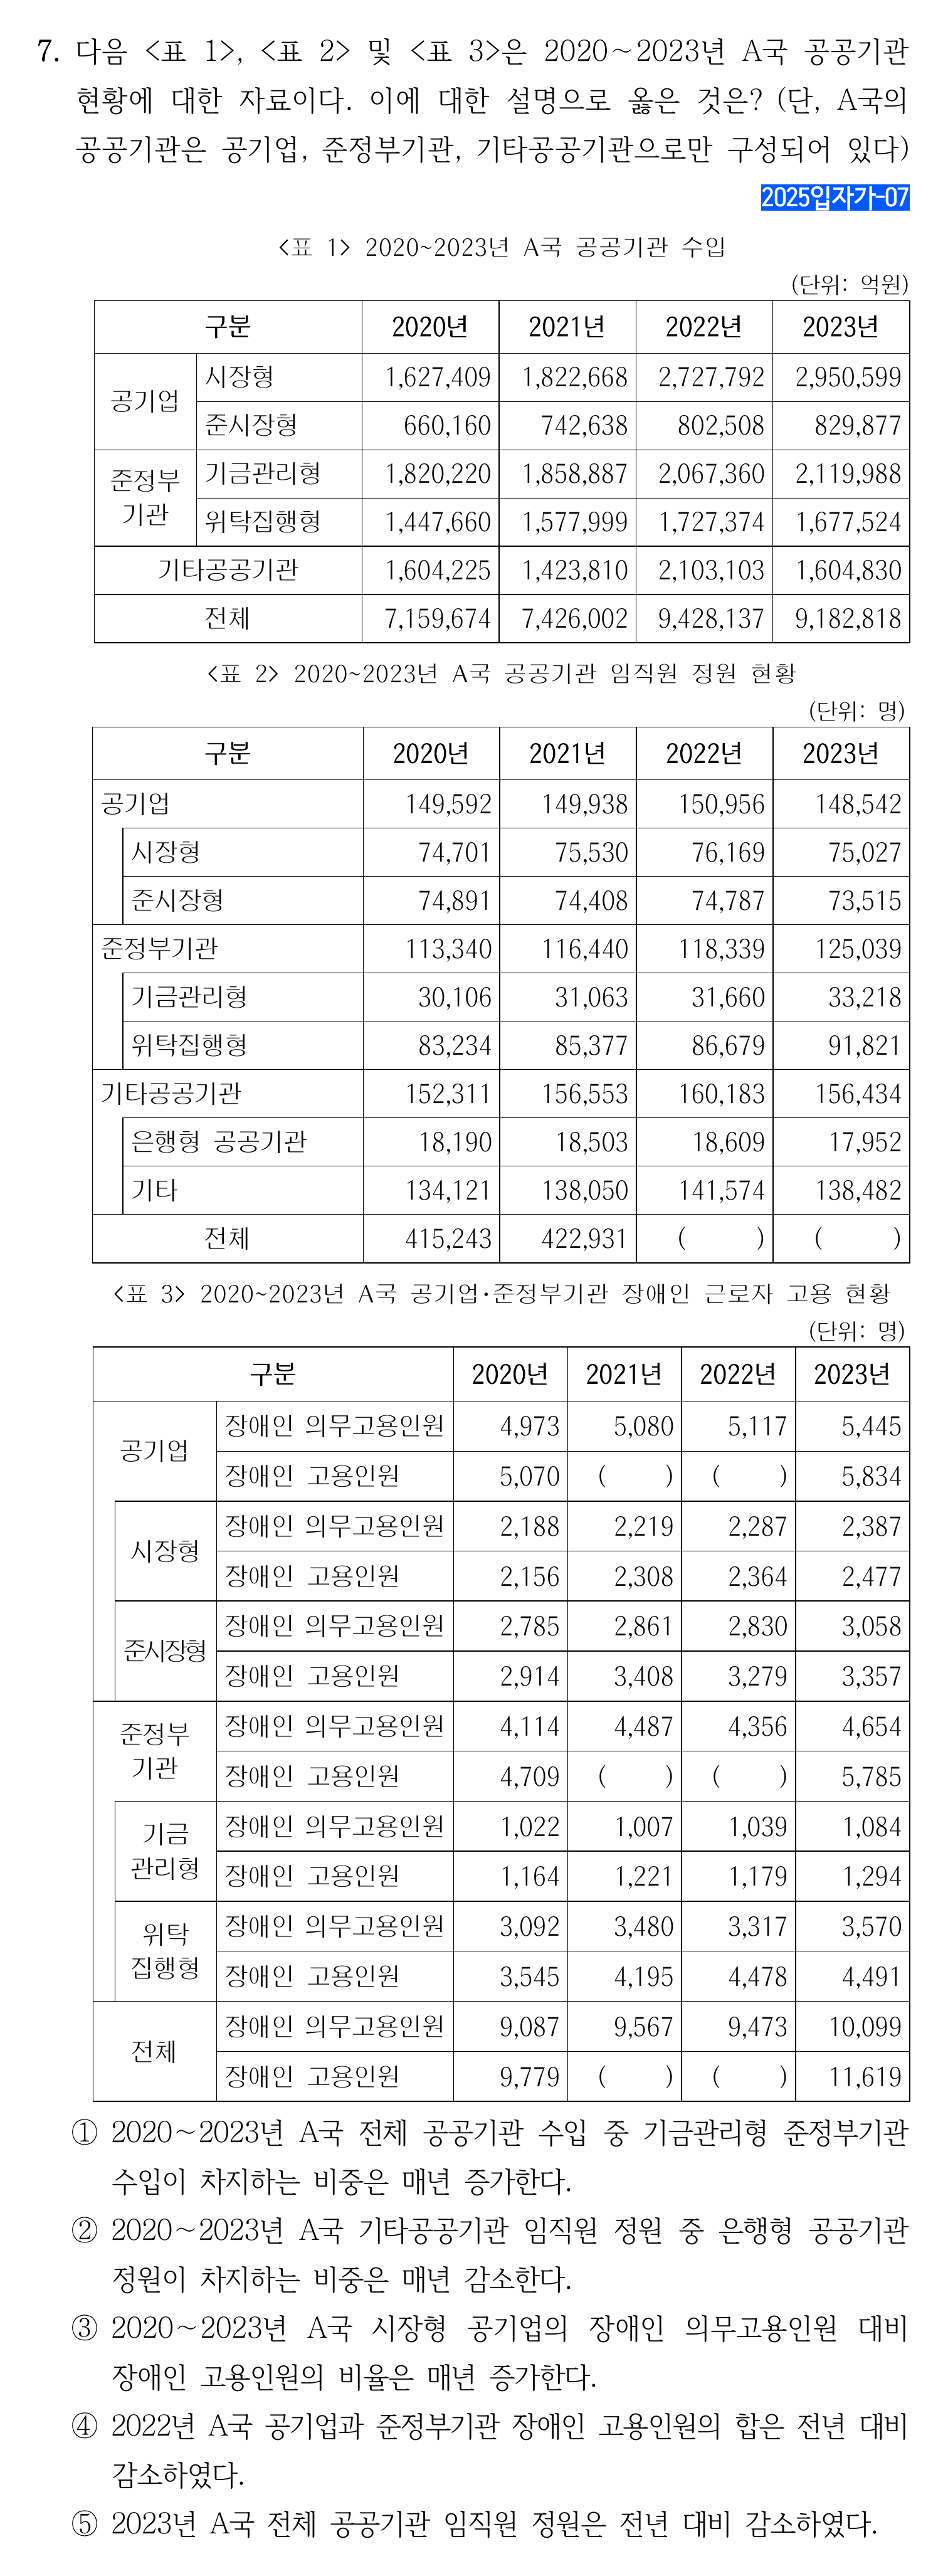 7. 다음 <표 1>, <표 2> 및 <표 3>은 2020~2023년 A국 공공기관
현황에 대한 자료이다. 이에 대한 설명으로 옳은 것은? (단, A국의
공공기관은 공기업, 준정부기관, 기타공공기관으로만 구성되어 있다)
2025입자가-07
<표 1> 2020~2023년 A국 공공기관 수입
(단위: 억원)
구분 2020년 2021년 2022년 2023년
공기업 시장형 1,627,409 1,822,668 2,727,792 2,950,599
준시장형 660,160 742,638 802,508 829,877
준정부기관 기금관리형 1,820,220 1,858,887 2,067,360 2,119,988
위탁집행형 1,447,660 1,577,999 1,727,374 1,677,524
기타공공기관 1,604,225 1,423,810 2,103,103 1,604,830
전체 7,159,674 7,426,002 9,428,137 9,182,818
<표 2> 2020~2023년 A국 공공기관 임직원 정원 현황
(단위: 명)
구분 2020년 2021년 2022년 2023년
공기업 149,592 149,938 150,956 148,542
시장형 74,701 75,530 76,169 75,027
준시장형 74,891 74,408 74,787 73,515
준정부기관 113,340 116,440 118,339 125,039
기금관리형 30,106 31,063 31,660 33,218
위탁집행형 83,234 85,377 86,679 91,821
기타공공기관 152,311 156,553 160,183 156,434
은행형 공공기관 18,190 18,503 18,609 17,952
기타 134,121 138,050 141,574 138,482
전체 415,243 422,931 ( ) ( )
<표 3> 2020~2023년 A국 공기업·준정부기관 장애인 근로자 고용 현황
(단위: 명)
구분 2020년 2021년 2022년 2023년
공기업 장애인 의무고용인원 4,973 5,080 5,117 5,445
장애인 고용인원 5,070 ( ) ( ) 5,834
시장형 장애인 의무고용인원 2,188 2,219 2,287 2,387
장애인 고용인원 2,156 2,308 2,364 2,477
준시장형 장애인 의무고용인원 2,785 2,861 2,830 3,058
장애인 고용인원 2,914 3,408 3,279 3,357
준정부기관 장애인 의무고용인원 4,114 4,487 4,356 4,654
장애인 고용인원 4,709 ( ) ( ) 5,785
기금관리형 장애인 의무고용인원 1,022 1,007 1,039 1,084
장애인 고용인원 1,164 1,221 1,179 1,294
위탁집행형 장애인 의무고용인원 3,092 3,480 3,317 3,570
장애인 고용인원 3,545 4,195 4,478 4,491
전체 장애인 의무고용인원 9,087 9,567 9,473 10,099
장애인 고용인원 9,779 ( ) ( ) 11,619
① 2020~2023년 A국 전체 공공기관 수입 중 기금관리형 준정부기관
수입이 차지하는 비중은 매년 증가한다.
② 2020~2023년 A국 기타공공기관 임직원 정원 중 은행형 공공기관
정원이 차지하는 비중은 매년 감소한다.
③ 2020~2023년 A국 시장형 공기업의 장애인 의무고용인원 대비
장애인 고용인원의 비율은 매년 증가한다.
④ 2022년 A국 공기업과 준정부기관 장애인 고용인원의 합은 전년 대비
감소하였다.
⑤ 2023년 A국 전체 공공기관 임직원 정원은 전년 대비 감소하였다.